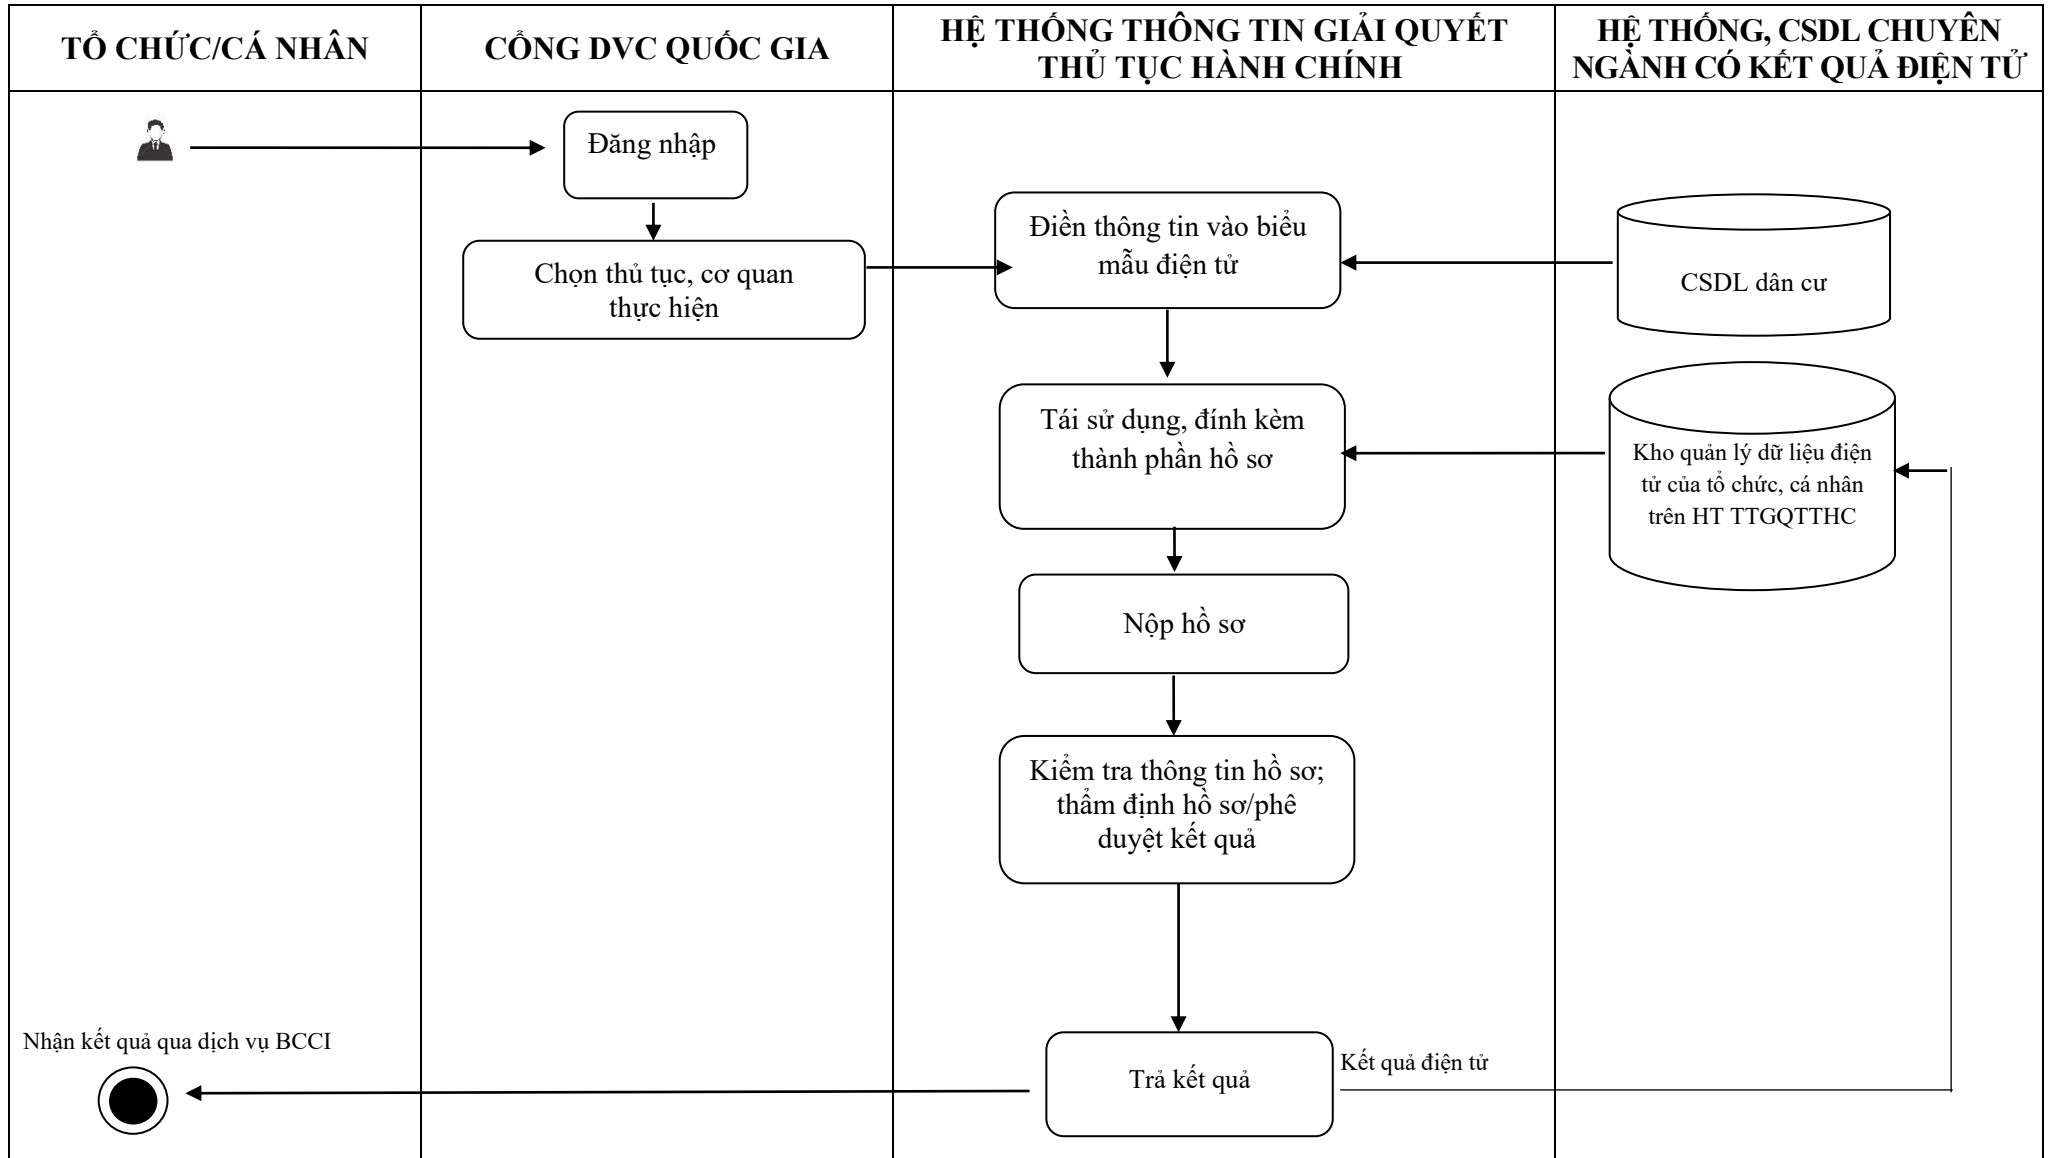 TỔ CHỨC/CÁ NHÂN
CỔNG DVC QUỐC GIA
HỆ THỐNG THÔNG TIN GIẢI QUYẾT
THỦ TỤC HÀNH CHÍNH
HỆ THỐNG, CSDL CHUYÊN
NGÀNH CÓ KẾT QUẢ ĐIỆN TỬ
Đăng nhập
Chọn thủ tục, cơ quan
thực hiện
Điền thông tin vào biểu
mẫu điện tử
CSDL dân cư
Tái sử dụng, đính kèm
thành phần hồ sơ
Kho quản lý dữ liệu điện
tử của tổ chức, cá nhân
trên HT TTGQTTHC
Nộp hồ sơ
Kiểm tra thông tin hồ sơ;
thẩm định hồ sơ/phê
duyệt kết quả
Nhận kết quả qua dịch vụ BCCI
Trả kết quả
Kết quả điện tử